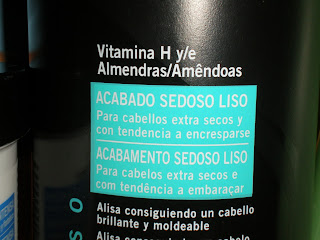 Vitamina H y/e
Almendras/Amêndoas
ACABADO SEDOSO LISO
Para cabellos extra secos y
con tendencia a encresparse
ACABAMENTO SEDOSO LISO
Para cabelos extra secos e
com tendência a embaraçar
Alisa consiguiendo un cabello
brillante y moldeable